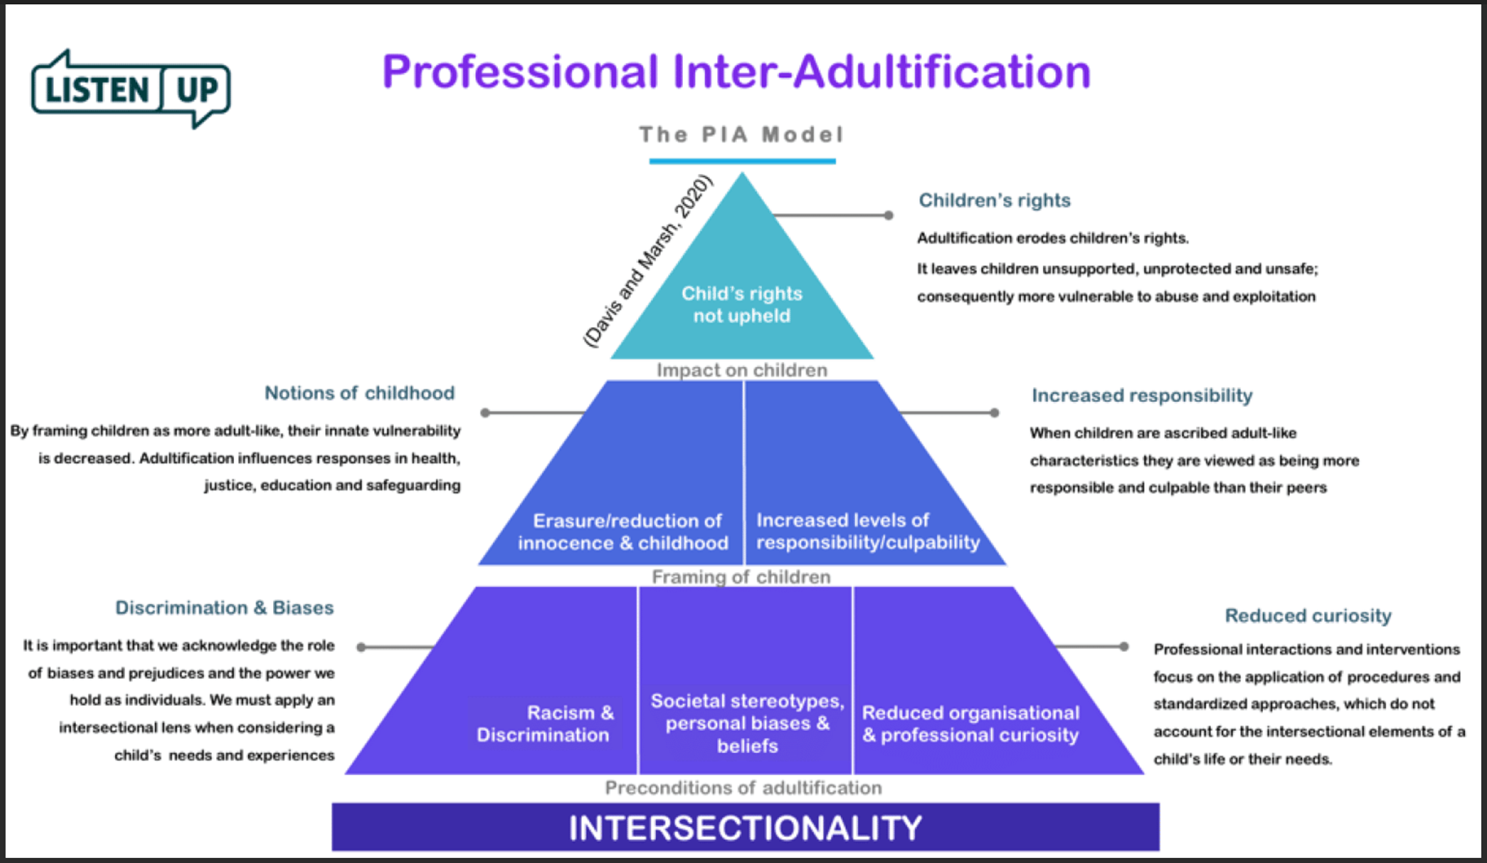 LISTEN UP
Professional Inter-Adultification
The PIA Model
(Davis and Marsh, 2020)
Children's rights
Adultification erodes children's rights.
It leaves children unsupported, unprotected and unsafe;
consequently more vulnerable to abuse and exploitation
Child's rights
not upheld
Impact on children
Notions of childhood
By framing children as more adult-like, their innate vulnerability
is decreased. Adultification influences responses in health,
justice, education and safeguarding
Increased responsibility
When children are ascribed adult-like
characteristics they are viewed as being more
responsible and culpable than their peers
Erasure/reduction of
innocence & childhood
Increased levels of
responsibility/culpability
Framing of children
Discrimination & Biases
It is important that we acknowledge the role
of biases and prejudices and the power we
hold as individuals. We must apply an
intersectional lens when considering a
child's needs and experiences
Reduced curiosity
Professional interactions and interventions
focus on the application of procedures and
standardized approaches, which do not
account for the intersectional elements of a
child's life or their needs.
Racism &
Discrimination
Societal stereotypes,
personal biases &
beliefs
Reduced organisational
& professional curiosity
Preconditions of adultification
INTERSECTIONALITY